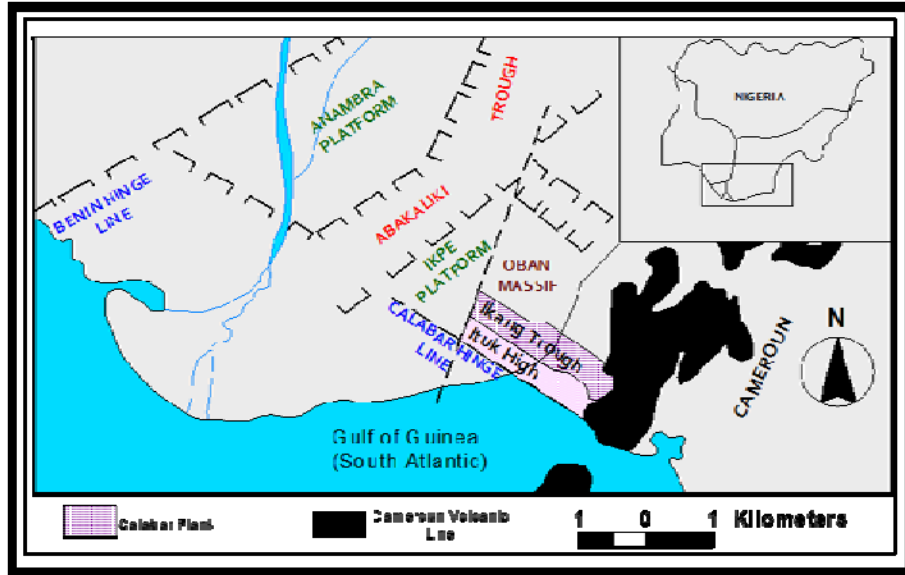 NIGERIA
ANAMBRA
PLATFORM
TROUGH
BENIN HINGE
LINE
ABAKALIKI
IKPE
PLATFORM
OBAN
MASSIF
CALABAR HINGE
LINE
Ikang Trough
Ituk High
CAMEROUN
N
Gulf of Guinea
(South Atlantic)
Calabar Flank
Cameroun Volcanic
Line
1 0 1 Kilometers